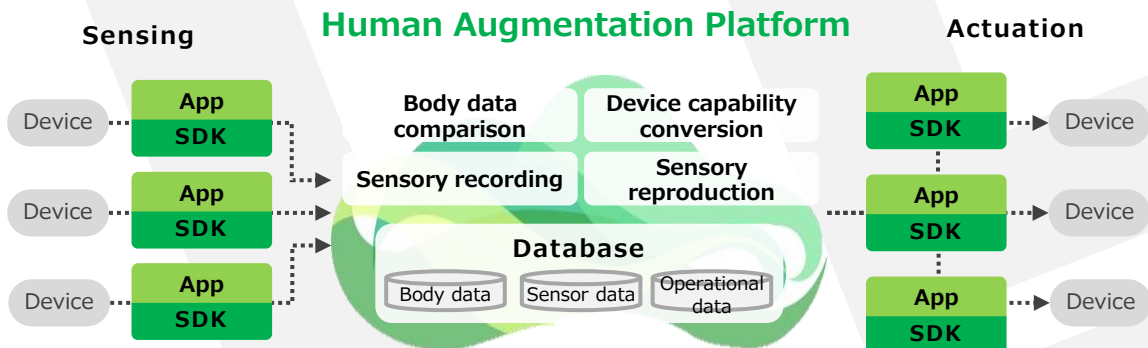 Human Augmentation Platform
Sensing
Actuation
Device
App
SDK
Device
App
SDK
Device
App
SDK
Body data
comparison
Device capability
conversion
Sensory recording
Sensory
reproduction
Database
Body data
Sensor data
Operational
data
App
SDK
Device
App
SDK
Device
App
SDK
Device